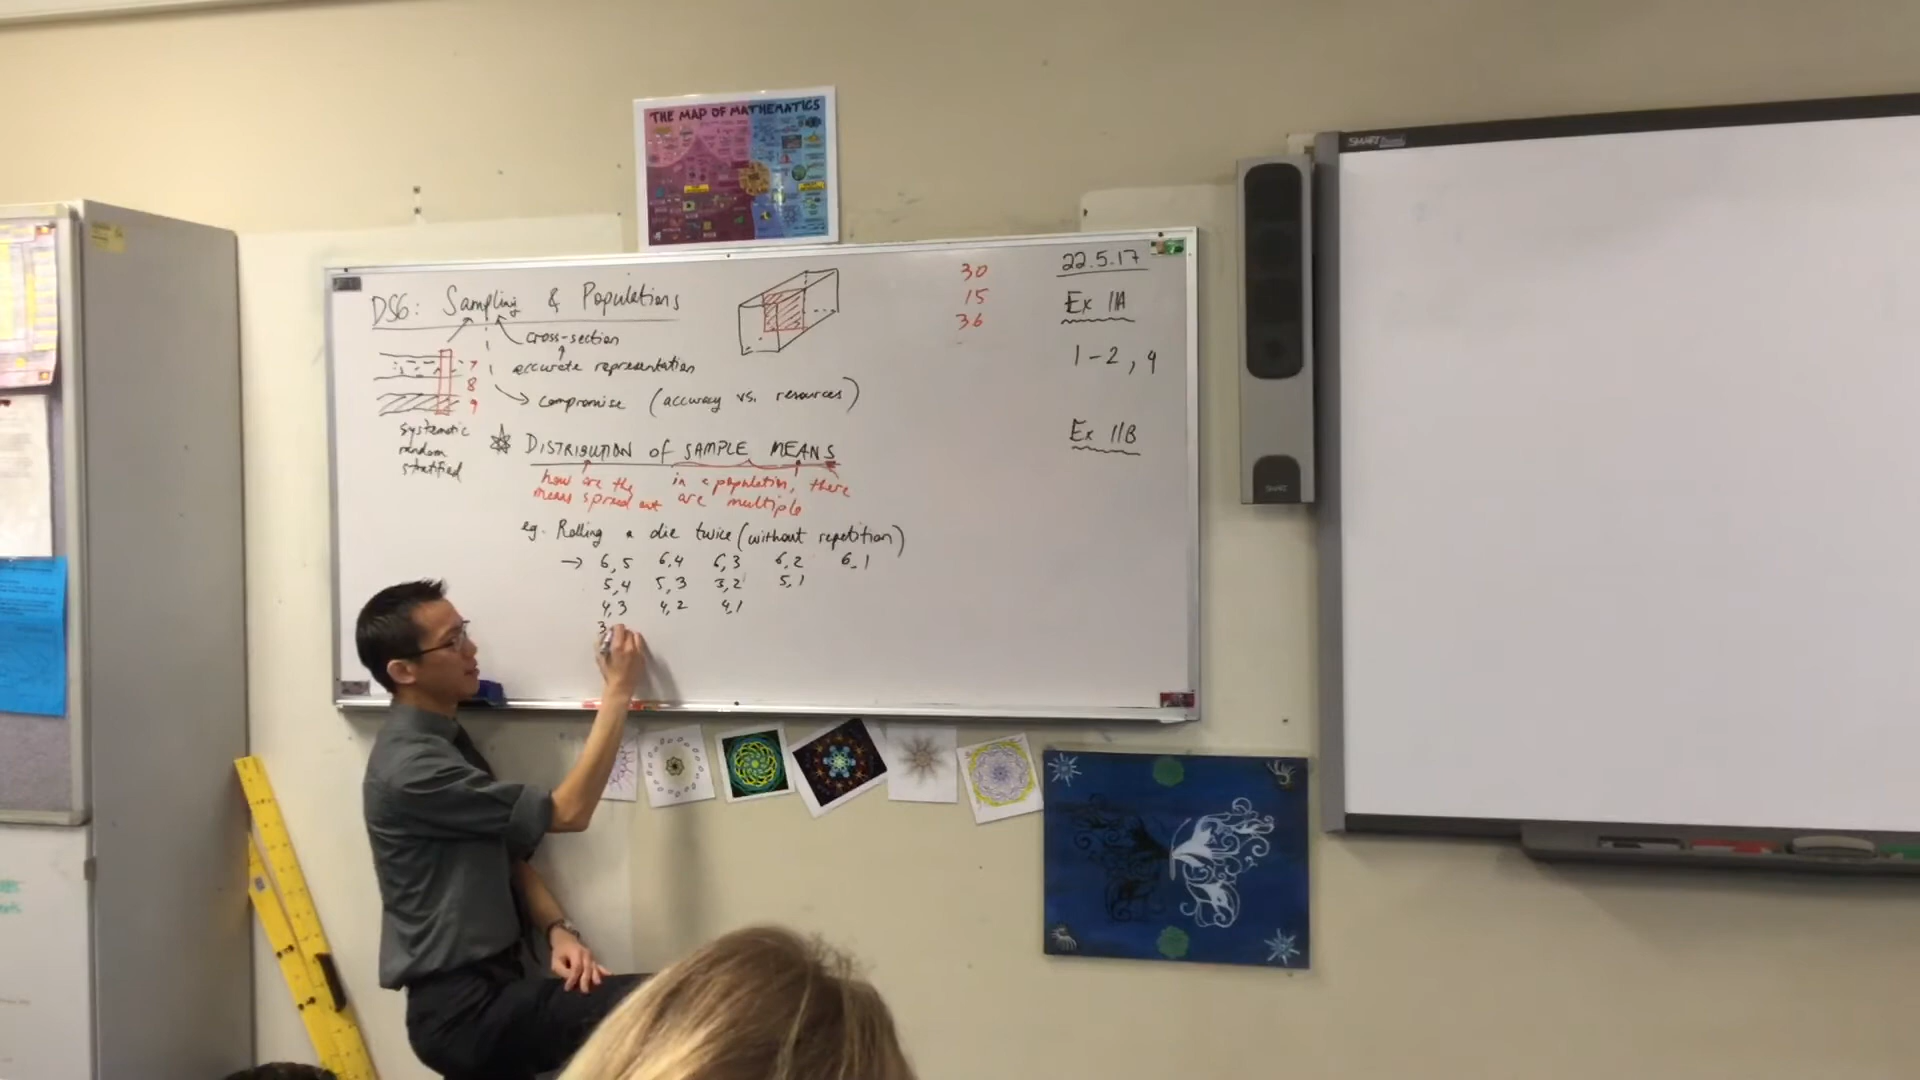 THE MAP OF MATHEMATICS
SMART Board
DS6: Sampling & Populations
cross-section
accurate representation
compromise (accuracy vs. resources)
7
8
9
systematic
random
stratified
DISTRIBUTION of SAMPLE MEANS
how are the
means spread out
in a population, there
are multiple
eg. Rolling a die twice (without repetition)
→ 6,5 6,4 6,3 6,2 6,1
5,4 5,3 3,2 5,1
4,3 4,2 4,1
3
30
15
36
22.5.17
Ex 11A
1-2, 4
Ex 11B
SMART